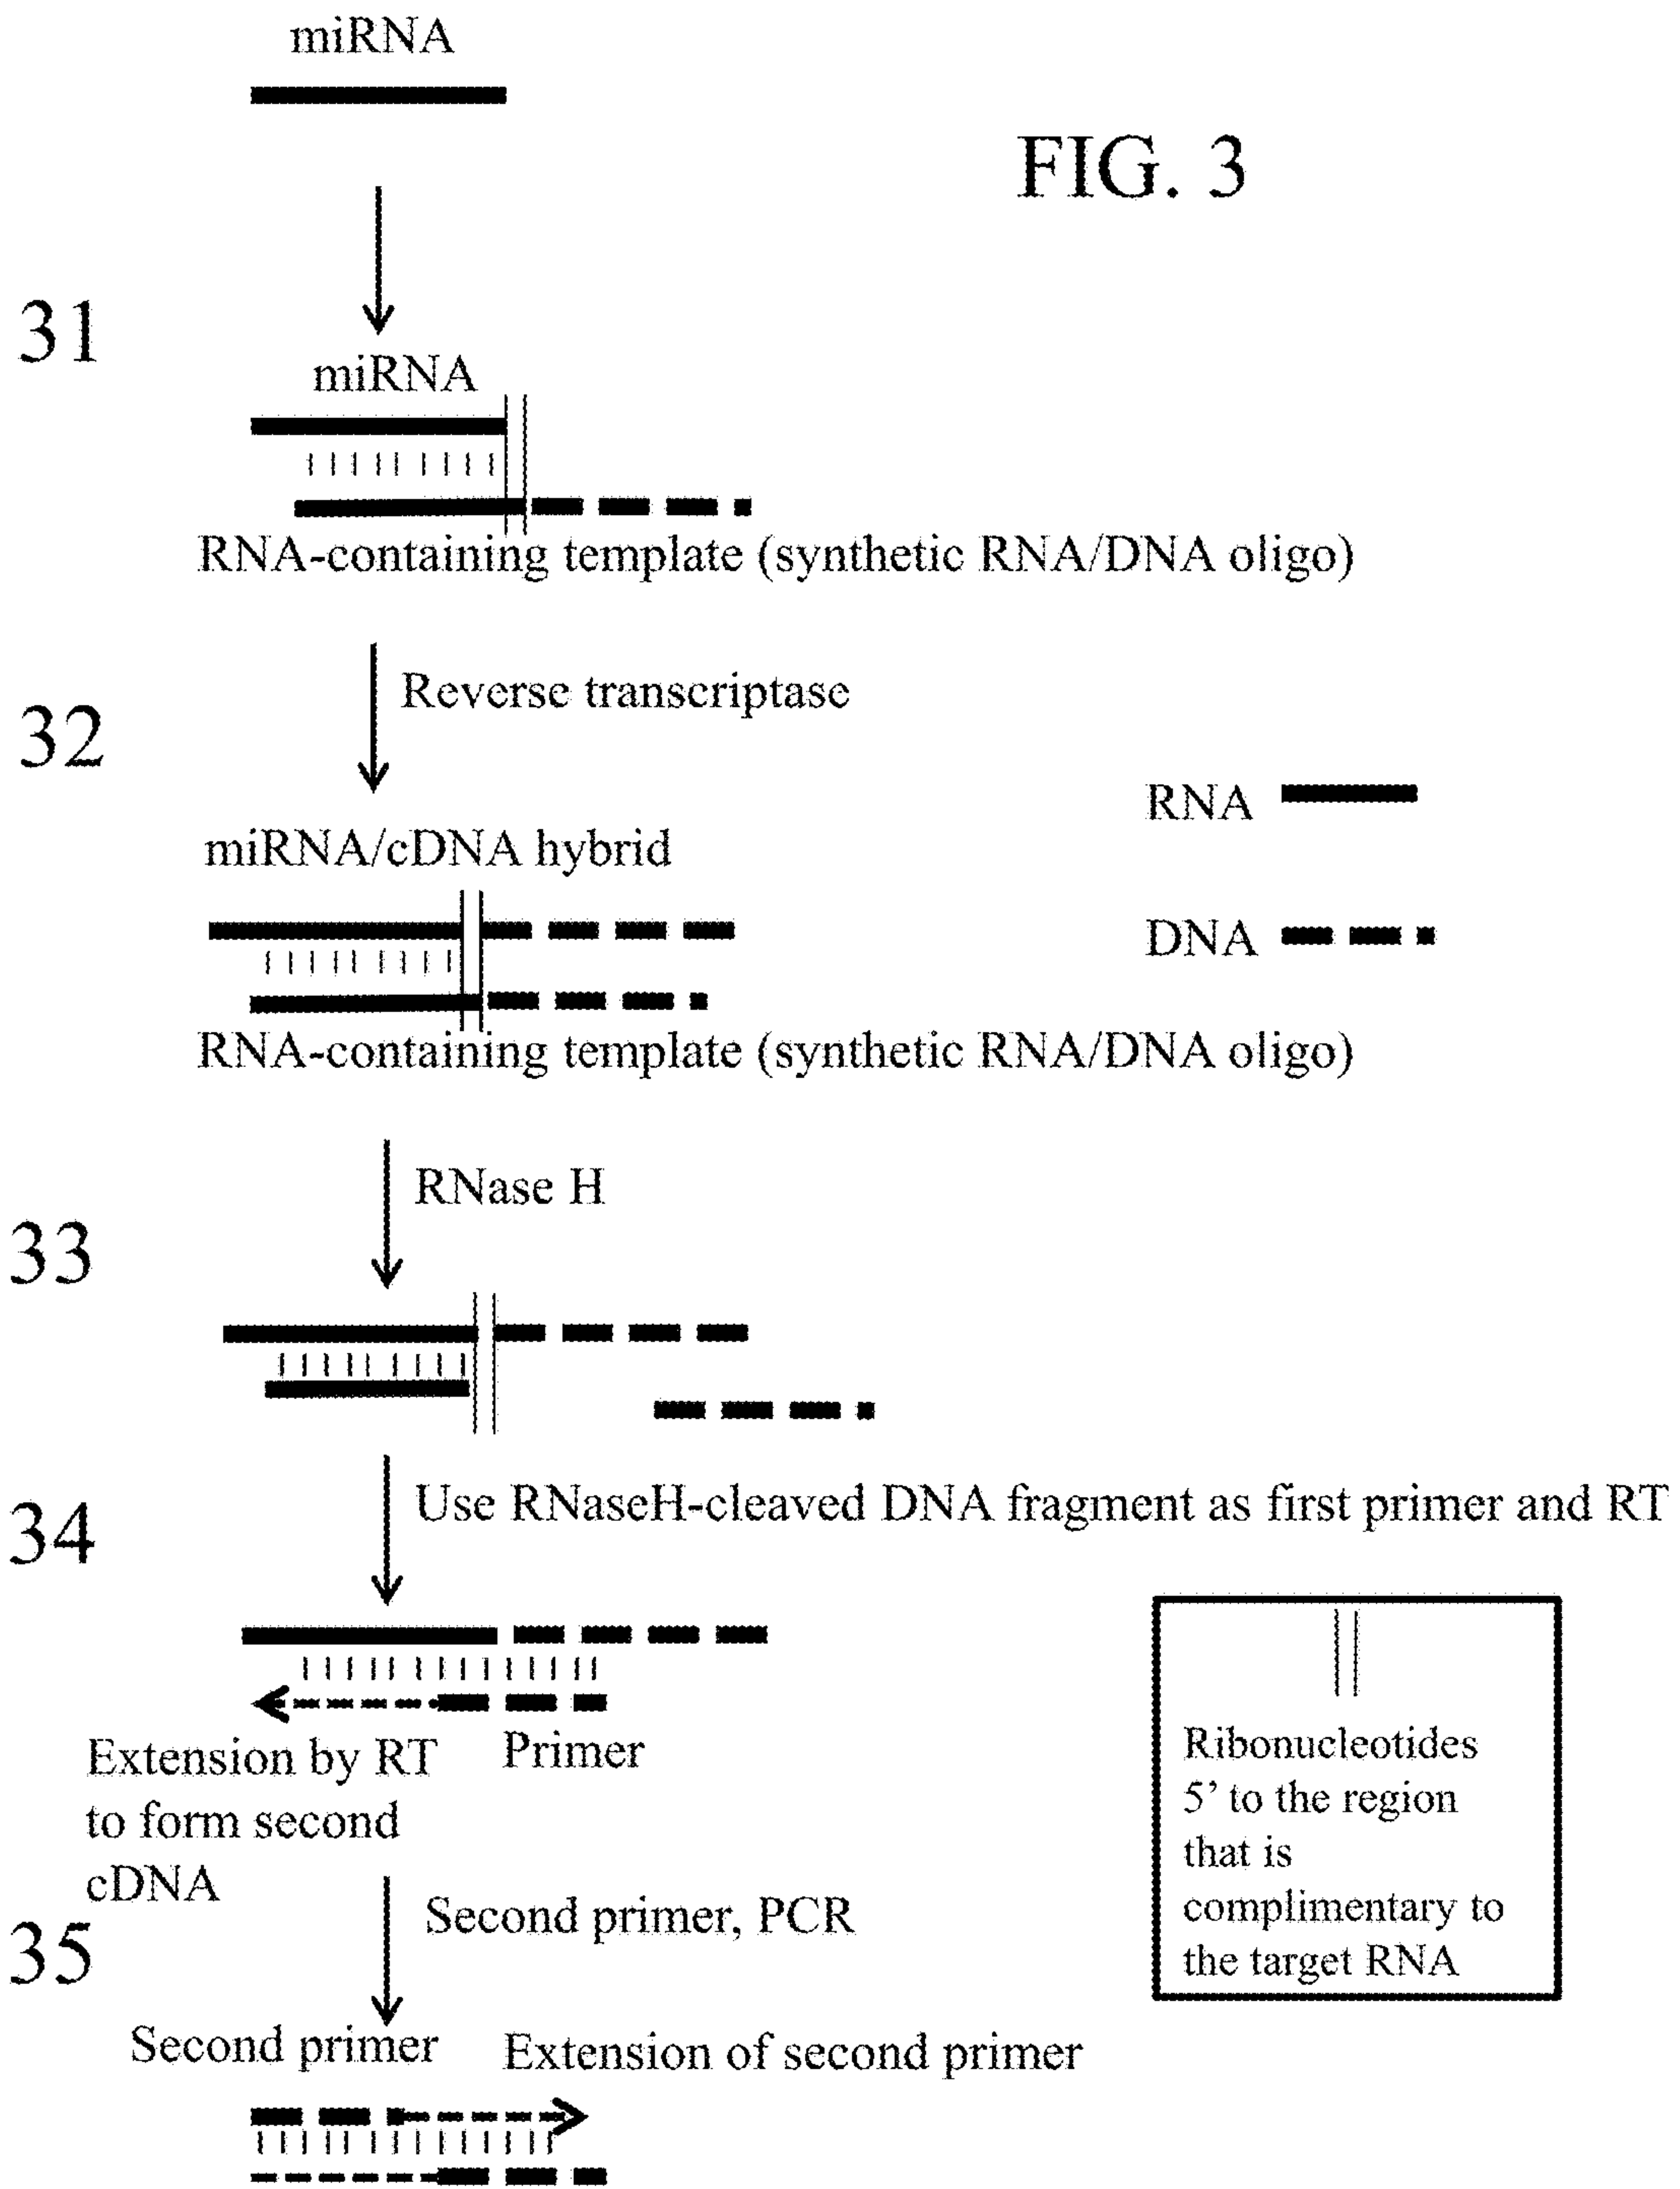 miRNA
FIG. 3
31
miRNA
RNA-containing template (synthetic RNA/DNA oligo)
Reverse transcriptase
32
RNA
miRNA/cDNA hybrid
DNA
RNA-containing template (synthetic RNA/DNA oligo)
RNase H
33
Use RNaseH-cleaved DNA fragment as first primer and RT
34
Extension by RT
to form second
cDNA
Primer
Ribonucleotides
5’ to the region
that is
complimentary to
the target RNA
Second primer, PCR
35
Second primer
Extension of second primer